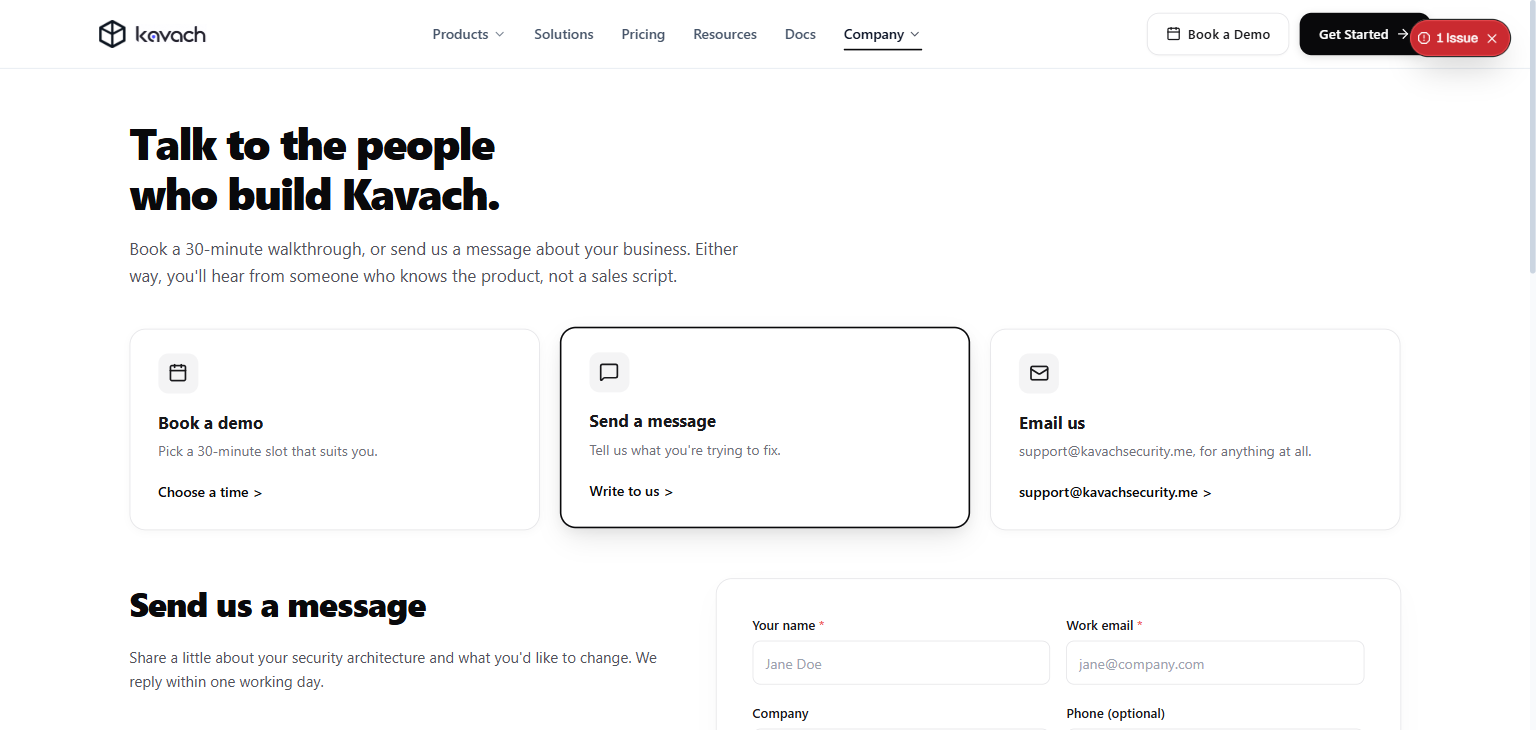 kavach
Products
Solutions
Pricing
Resources
Docs
Company
Book a Demo
Get Started →
1 Issue
Talk to the people
who build Kavach.
Book a 30-minute walkthrough, or send us a message about your business. Either
way, you'll hear from someone who knows the product, not a sales script.
Book a demo
Pick a 30-minute slot that suits you.
Choose a time >
Send a message
Tell us what you're trying to fix.
Write to us >
Email us
support@kavachsecurity.me, for anything at all.
support@kavachsecurity.me >
Send us a message
Share a little about your security architecture and what you'd like to change. We
reply within one working day.
Your name *
Jane Doe
Work email *
jane@company.com
Company
Phone (optional)